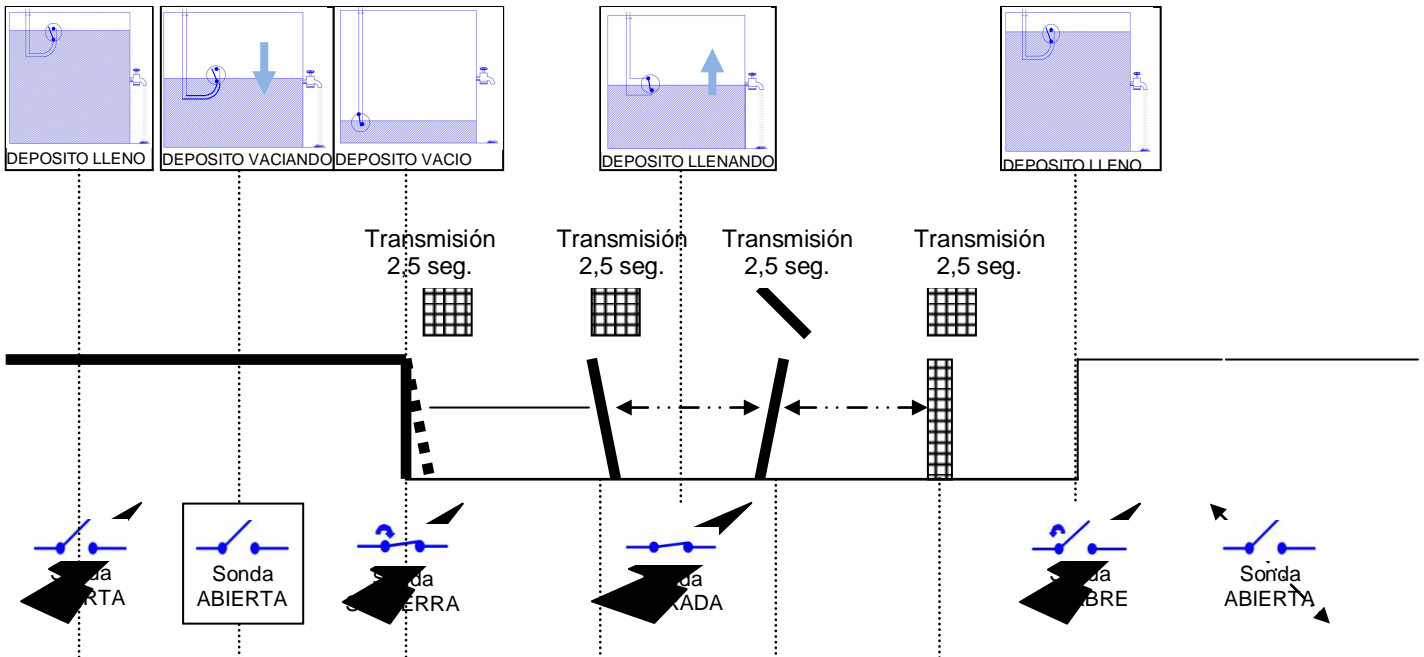 DEPOSITO LLENO
DEPOSITO VACIANDO
DEPOSITO VACIO
DEPOSITO LLENANDO
DEPOSITO LLENO
Transmisión
2,5 seg.
Transmisión
2,5 seg.
Transmisión
2,5 seg.
Transmisión
2,5 seg.
Sonda
ABIERTA
Sonda
ABIERTA